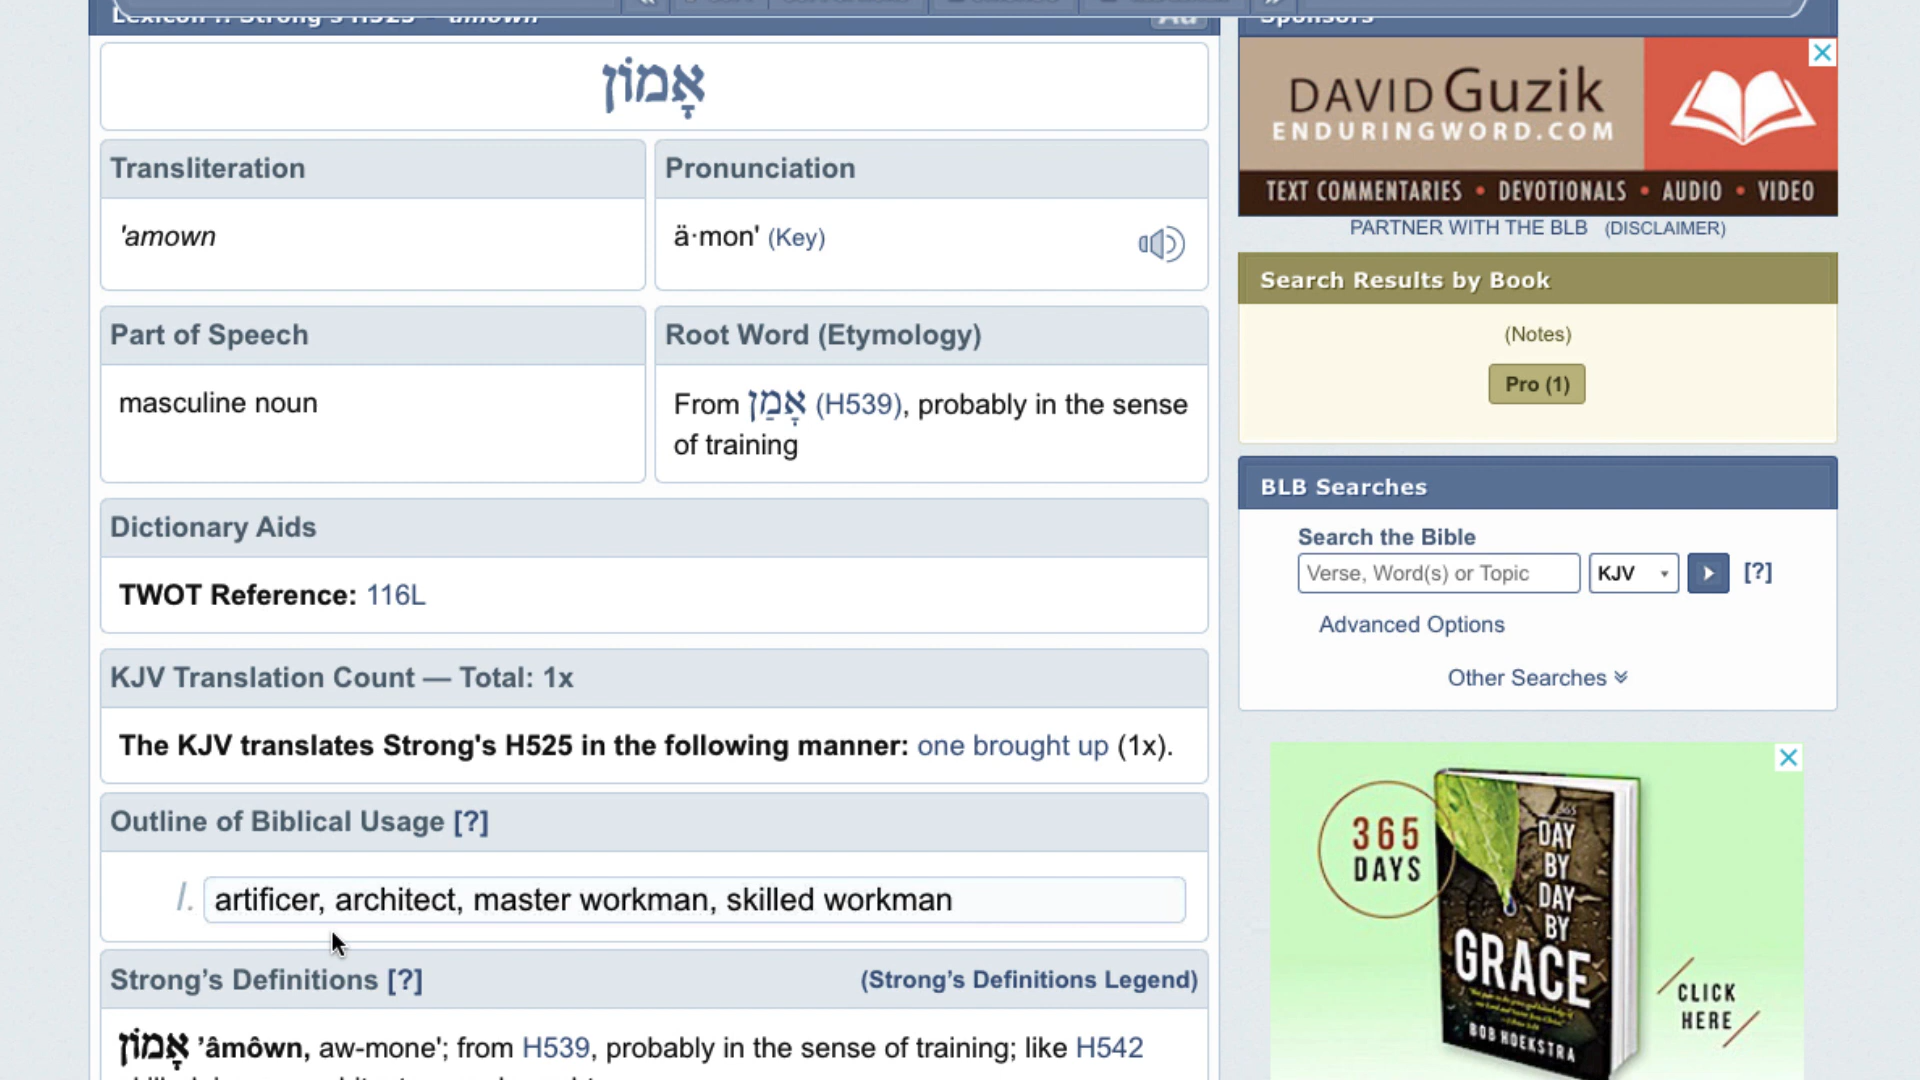 Lexicon :: Strong's H525 - 'amown
Aa
אָמוֹן
Transliteration
'amown
Pronunciation
ä·mon' (Key)
Part of Speech
masculine noun
Root Word (Etymology)
From אָמַן (H539), probably in the sense
of training
Dictionary Aids
TWOT Reference: 116L
KJV Translation Count — Total: 1x
The KJV translates Strong's H525 in the following manner: one brought up (1x).
Outline of Biblical Usage [?]
I. artificer, architect, master workman, skilled workman
Strong's Definitions [?] (Strong's Definitions Legend)
אָמוֹן 'âmôwn, aw-mone'; from H539, probably in the sense of training; like H542
Sponsors
DAVID Guzik
ENDURINGWORD.COM
TEXT COMMENTARIES • DEVOTIONALS • AUDIO • VIDEO
PARTNER WITH THE BLB (DISCLAIMER)
Search Results by Book
(Notes)
Pro (1)
BLB Searches
Search the Bible
Verse, Word(s) or Topic KJV [?]
Advanced Options
Other Searches
365
DAYS
DAY
BY
DAY
BY
GRACE
BOB HOEKSTRA
CLICK
HERE